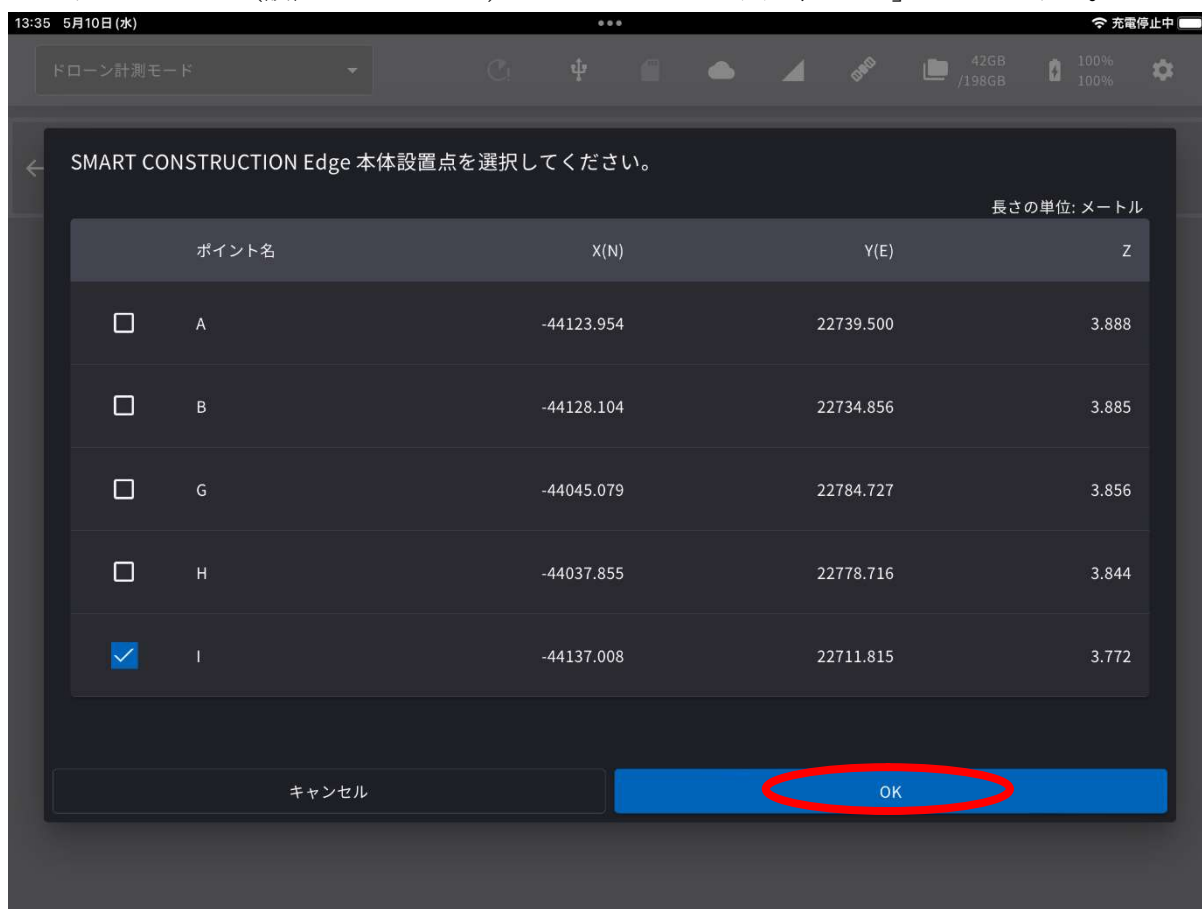 13:35 5月10日(水)
充電停止中
ドローン計測モード
42GB
/198GB
100%
100%
SMART CONSTRUCTION Edge 本体設置点を選択してください。
長さの単位: メートル
ポイント名 X(N) Y(E) Z
A -44123.954 22739.500 3.888
B -44128.104 22734.856 3.885
G -44045.079 22784.727 3.856
H -44037.855 22778.716 3.844
I -44137.008 22711.815 3.772
キャンセル OK